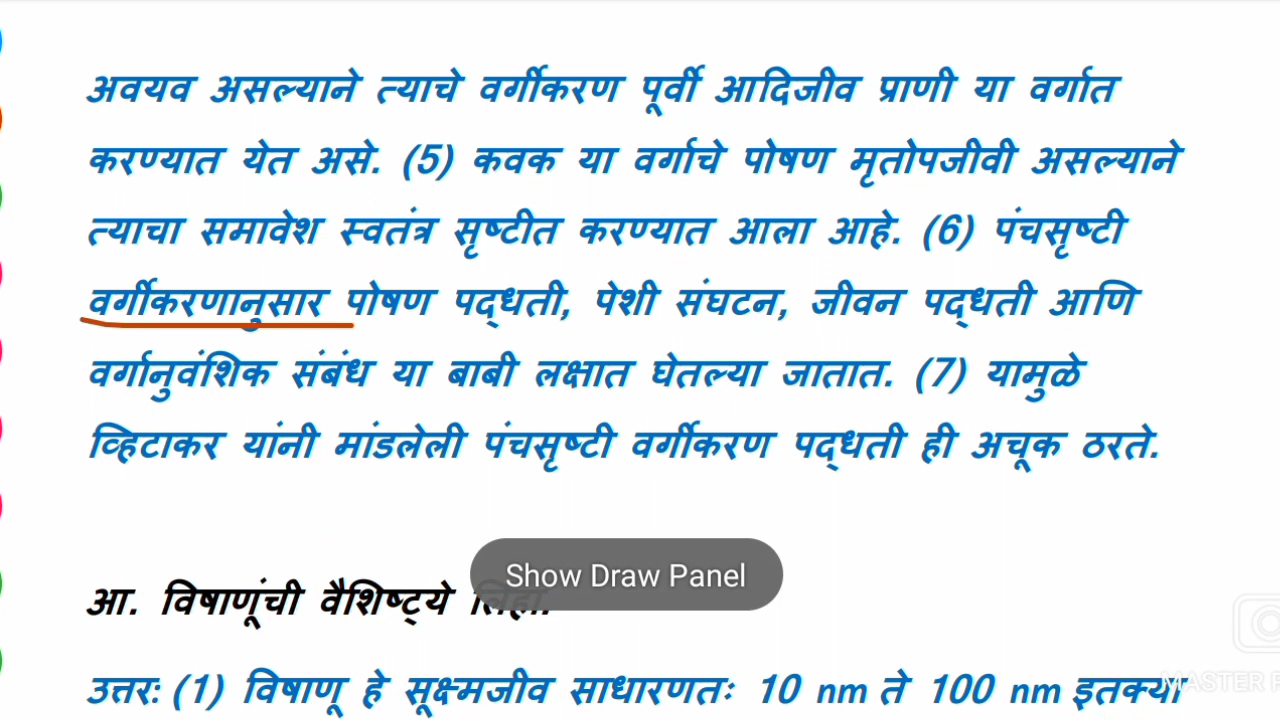 अवयव असल्याने त्याचे वर्गीकरण पूर्वी आदिजीव प्राणी या वर्गात
करण्यात येत असे. (5) कवक या वर्गाचे पोषण मृतोपजीवी असल्याने
त्याचा समावेश स्वतंत्र सृष्टीत करण्यात आला आहे. (6) पंचसृष्टी
वर्गीकरणानुसार पोषण पद्धती, पेशी संघटन, जीवन पद्धती आणि
वर्गानुवंशिक संबंध या बाबी लक्षात घेतल्या जातात. (7) यामुळे
व्हिटाकर यांनी मांडलेली पंचसृष्टी वर्गीकरण पद्धती ही अचूक ठरते.
Show Draw Panel
आ. विषाणूंची वैशिष्ट्ये लिहा.
MASTER
उत्तरः (1) विषाणू हे सूक्ष्मजीव साधारणतः 10 nm ते 100 nm इतक्या